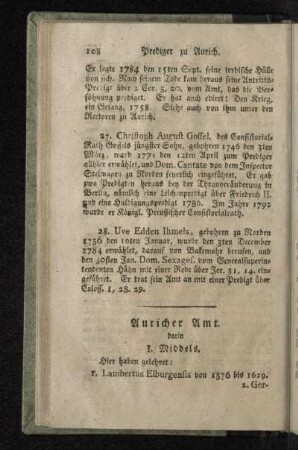 108 Prediger zu Aurich.
Er legte 1784 den 15ten Sept. seine irrdische Hülle
von sich. Nach seinem Tode kam heraus seine Antritts-
Predigt über 2 Cor. 5, 20, vom Amt, das die Ver-
söhnung prediget. Er hat auch ediret: Den Krieg,
ein Gesang, 1758. Siehe auch von ihm unter den
Rectoren zu Aurich.
27. Christoph August Gossel, des Consistorial-
Raths Gossels jüngster Sohn, gebohren 1746 den 3ten
März, ward 1771 den 12ten April zum Prediger
allhier erwählet, und Dom. Cantate von dem Inspector
Stelwagen zu Norden feyerlich eingeführet. Er gab
zwo Predigten heraus bey der Thronveränderung in
Berlin, nämlich eine Leichenpredigt über Friedrich II.
und eine Huldigungspredigt 1786. Im Jahre 1792
wurde er Königl. Preußischer Consistorialrath.
28. Uve Edden Ihmels, gebohren zu Norden
1756 den 10ten Januar, wurde den 3ten December
1784 erwählet, darauf von Bakemohr berufen, und
den 30sten Jan. Dom. Sexages. vom Generalsuperin-
tendenten Hähn mit einer Rede über Jer. 31, 14. ein-
geführet. Er trat sein Amt an mit einer Predigt über
Coloss. 1, 28. 29.
Auricher Amt.
darin
I. Middels.
Hier haben gelehret:
1. Lambertus Elburgensis von 1576 bis 1629.
2. Ger-